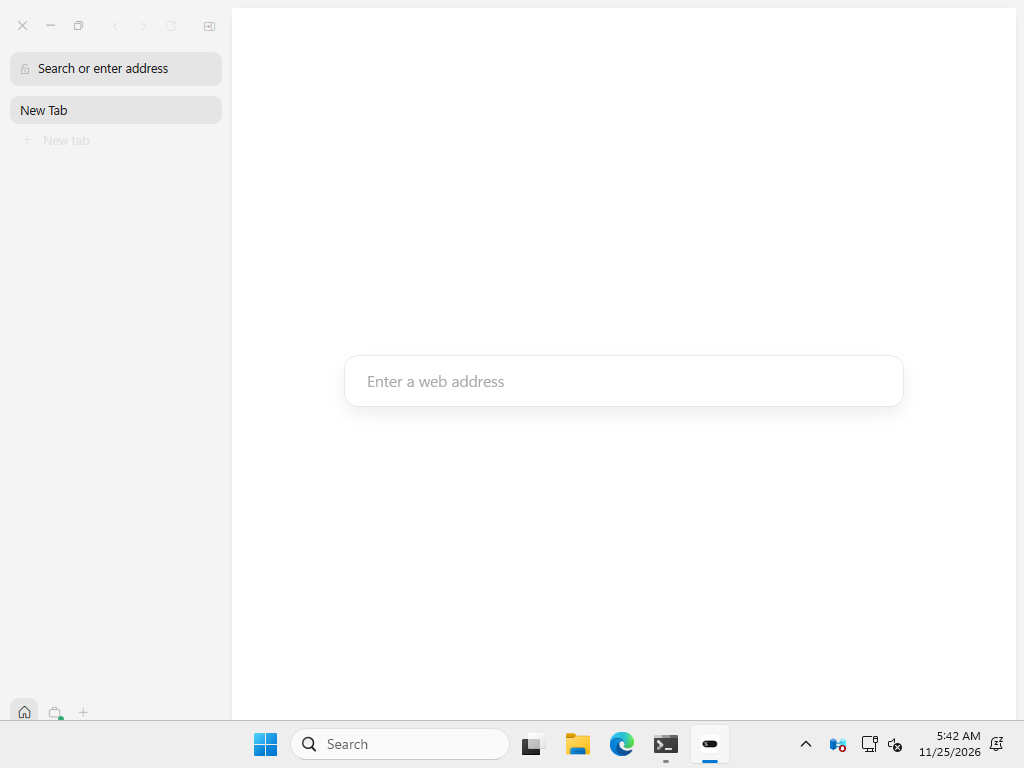 Search or enter address
New Tab
New tab
Enter a web address
Search
5:42 AM
11/25/2026